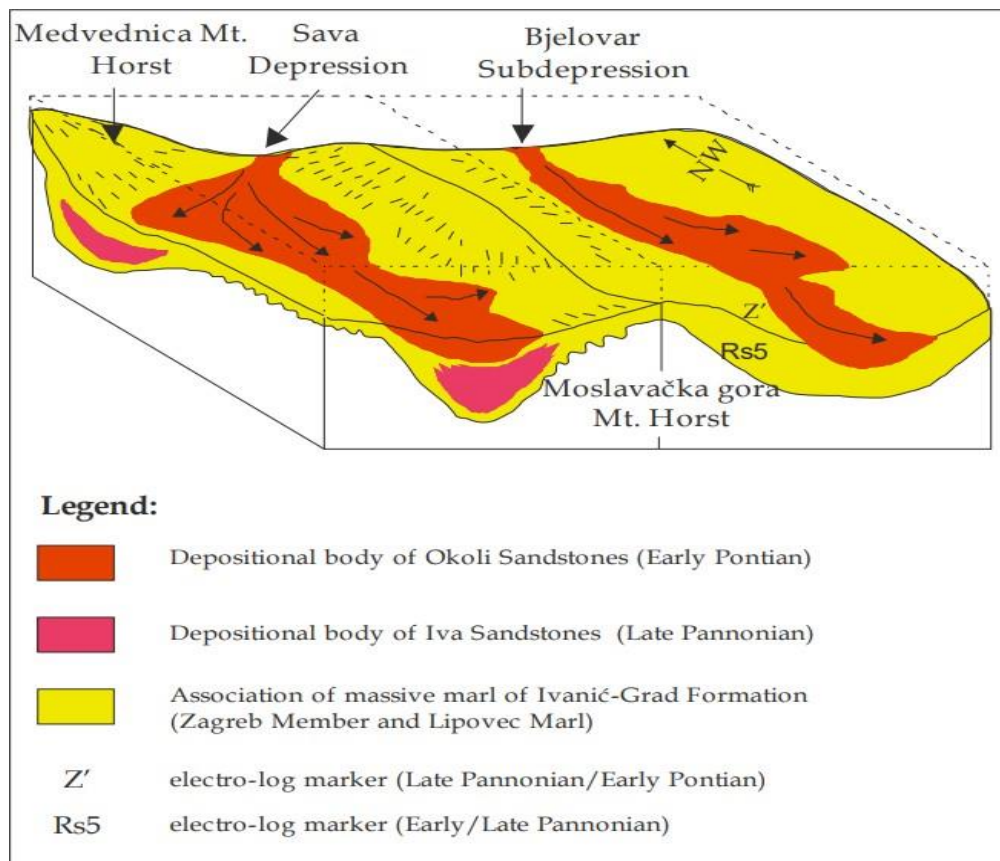 Medvednica Mt.
Horst
Sava
Depression
Bjelovar
Subdepression
NW
Z'
Rs5
Moslavačka gora
Mt. Horst
Legend:
Depositional body of Okoli Sandstones (Early Pontian)
Depositional body of Iva Sandstones (Late Pannonian)
Association of massive marl of Ivanić-Grad Formation
(Zagreb Member and Lipovec Marl)
Z' electro-log marker (Late Pannonian/Early Pontian)
Rs5 electro-log marker (Early/Late Pannonian)